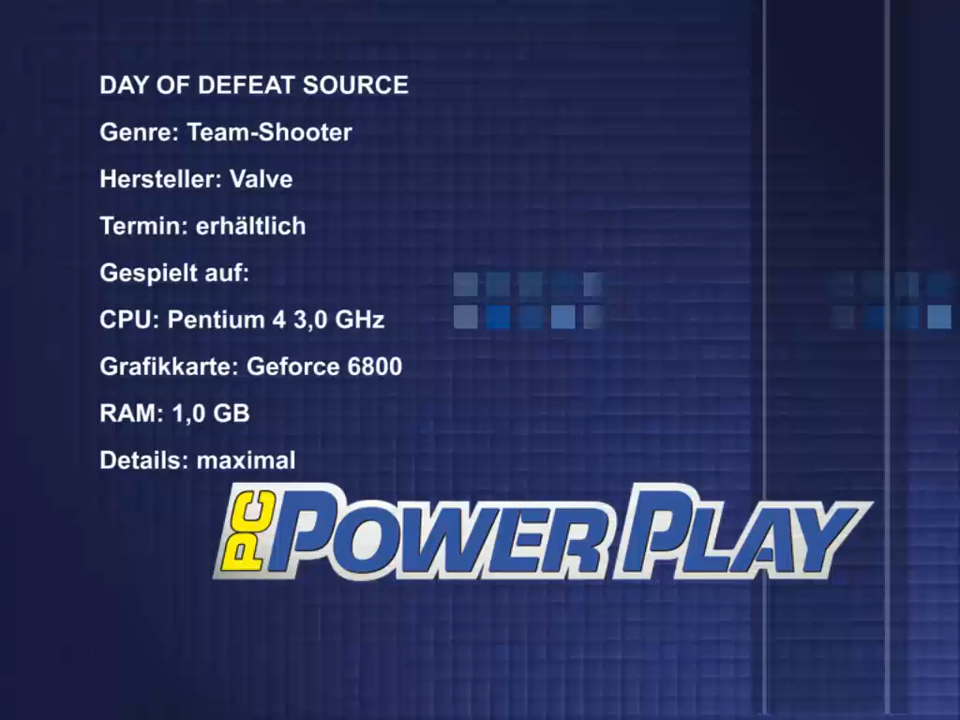 DAY OF DEFEAT SOURCE
Genre: Team-Shooter
Hersteller: Valve
Termin: erhältlich
Gespielt auf:
CPU: Pentium 4 3,0 GHz
Grafikkarte: Geforce 6800
RAM: 1,0 GB
Details: maximal
PC POWER PLAY